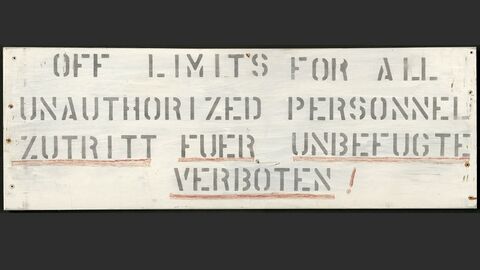 OFF LIMITS FOR ALL
UNAUTHORIZED PERSONNEL
ZUTRITT FUER UNBEFUGTE
VERBOTEN!